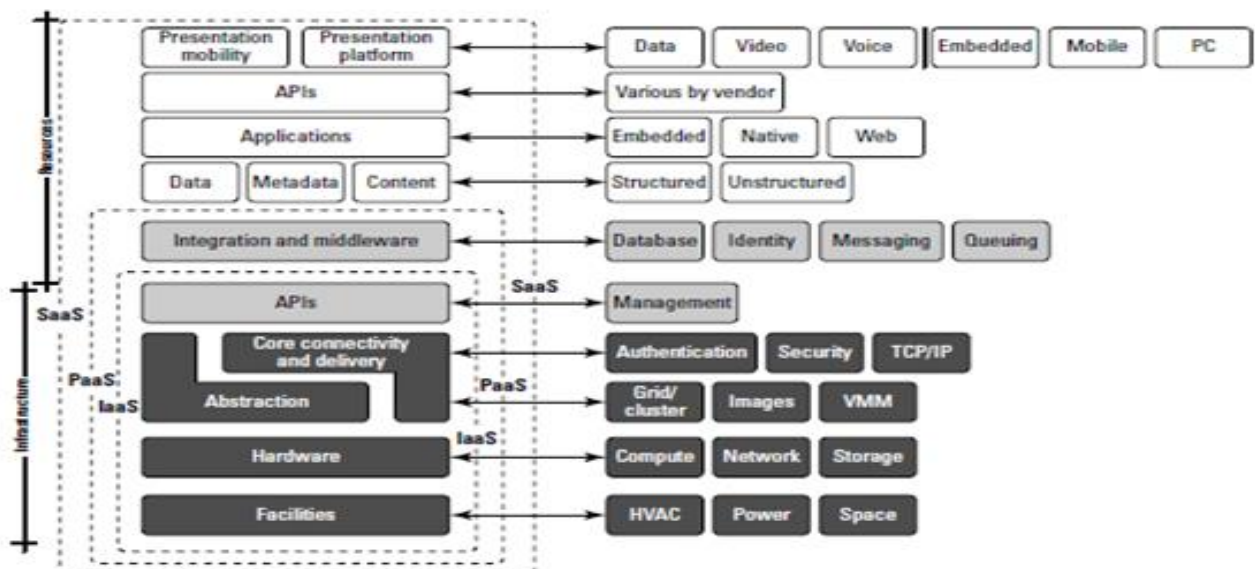 Resources
Presentation mobility
Presentation platform
Data
Video
Voice
Embedded
Mobile
PC
APIs
Various by vendor
Applications
Embedded
Native
Web
Data
Metadata
Content
Structured
Unstructured
Integration and middleware
Database
Identity
Messaging
Queuing
SaaS
SaaS
APIs
Management
Infrastructure
Core connectivity
and delivery
Authentication
Security
TCP/IP
PaaS
IaaS
PaaS
Abstraction
Grid/
cluster
Images
VMM
IaaS
Hardware
Compute
Network
Storage
Facilities
HVAC
Power
Space